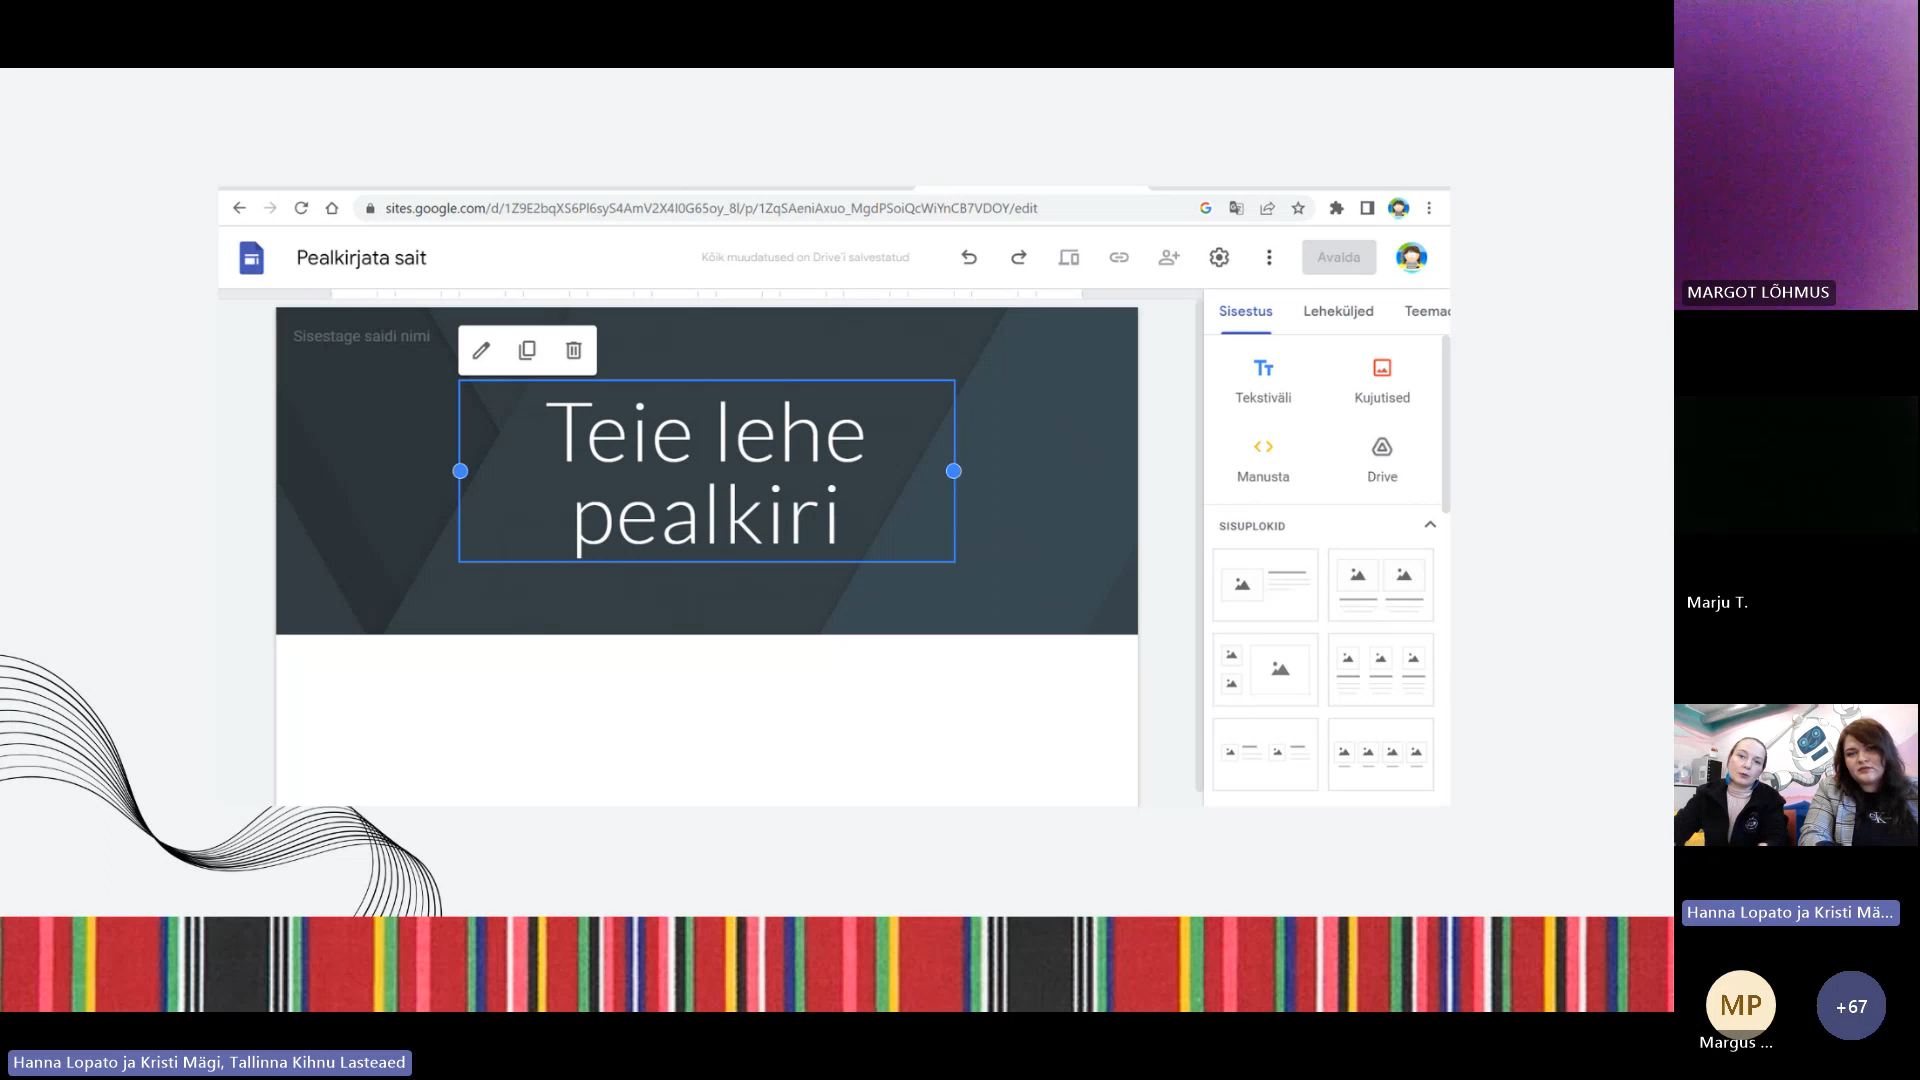 sites.google.com/d/1Z9E2bqXS6Pl6syS4AmV2X4I0G65oy_8l/p/1ZqSAeniAxuo_MgdPSoiQcWiYnCB7VDOY/edit
Pealkirjata sait
Kõik muudatused on Drive'i salvestatud
Avalda
Sisestage saidi nimi
Teie lehe
pealkiri
Sisestus Leheküljed Teemad
Tekstiväli Kujutised
Manusta Drive
SISUPLOKID
MARGOT LÕHMUS
Marju T.
Hanna Lopato ja Kristi Mä...
MP +67
Margus ...
Hanna Lopato ja Kristi Mägi, Tallinna Kihnu Lasteaed